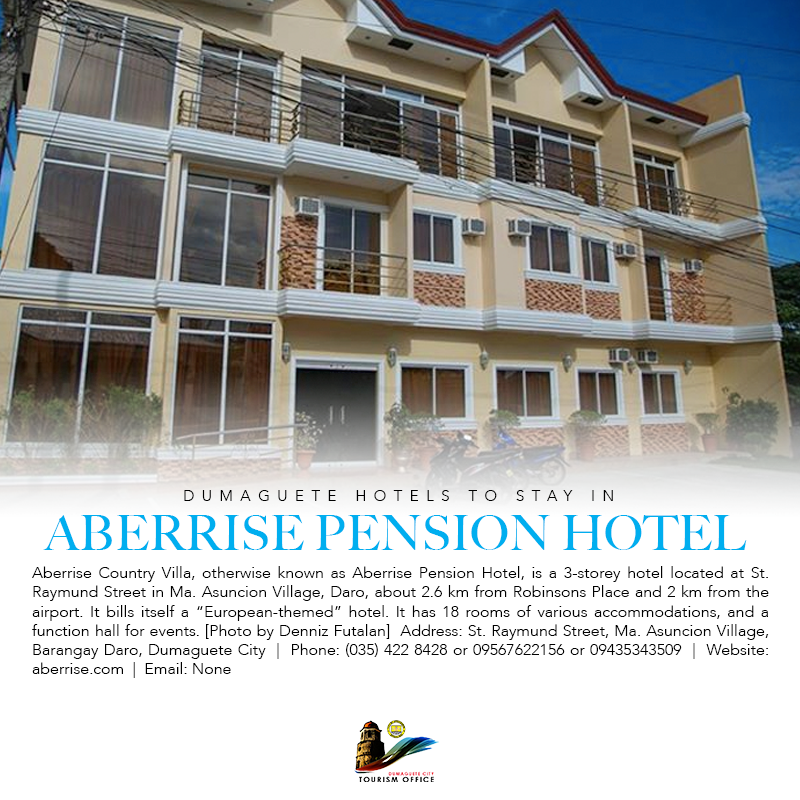 DUMAGUETE HOTELS TO STAY IN
ABERRISE PENSION HOTEL
Aberrise Country Villa, otherwise known as Aberrise Pension Hotel, is a 3-storey hotel located at St.
Raymund Street in Ma. Asuncion Village, Daro, about 2.6 km from Robinsons Place and 2 km from the
airport. It bills itself a “European-themed” hotel. It has 18 rooms of various accommodations, and a
function hall for events. [Photo by Denniz Futalan] Address: St. Raymund Street, Ma. Asuncion Village,
Barangay Daro, Dumaguete City | Phone: (035) 422 8428 or 09567622156 or 09435343509 | Website:
aberrise.com | Email: None
DUMAGUETE CITY
TOURISM OFFICE